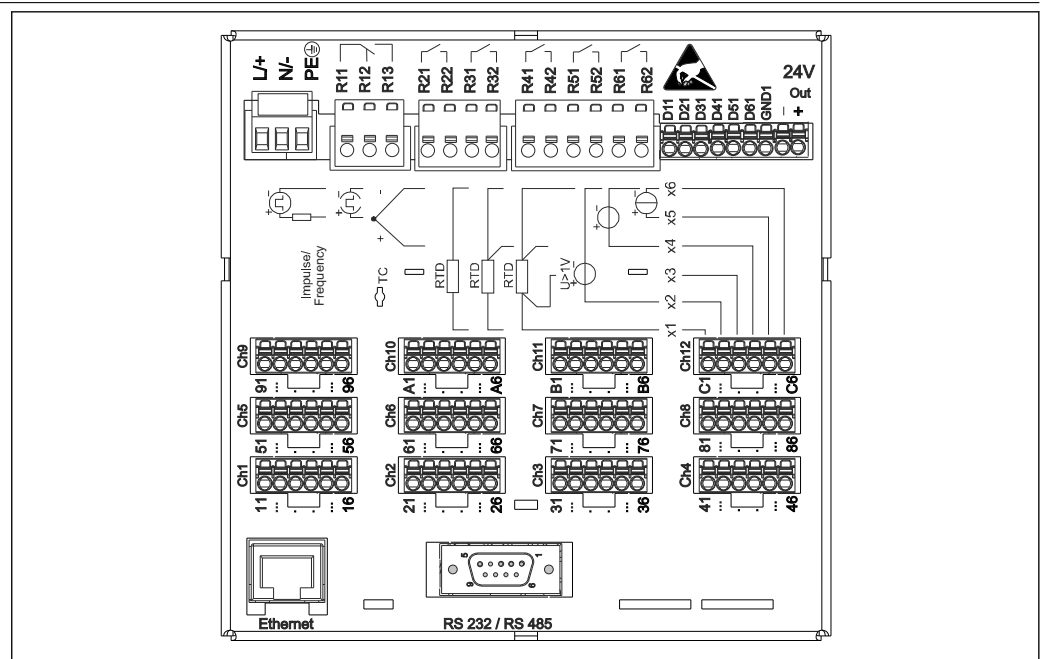 L/+ N/- PE
R11 R12 R13
R21 R22 R31 R32
R41 R42 R51 R52 R61 R62
24V
Out
D11 D21 D31 D41 D51 D61 GND1 - +
- + - + - + - + - + - +
x6
x5
x4
x3
x2
x1
Impulse/
Frequency
TC
RTD
RTD
RTD
U>1V
Ch9
91 ... . . ... 96
Ch10
A1 ... . . ... A6
Ch11
B1 ... . . ... B6
Ch12
C1 ... . . ... C6
Ch5
51 ... . . ... 56
Ch6
61 ... . . ... 66
Ch7
71 ... . . ... 76
Ch8
81 ... . . ... 86
Ch1
11 ... . . ... 16
Ch2
21 ... . . ... 26
Ch3
31 ... . . ... 36
Ch4
41 ... . . ... 46
5 1
9 6
Ethernet
RS 232 / RS 485